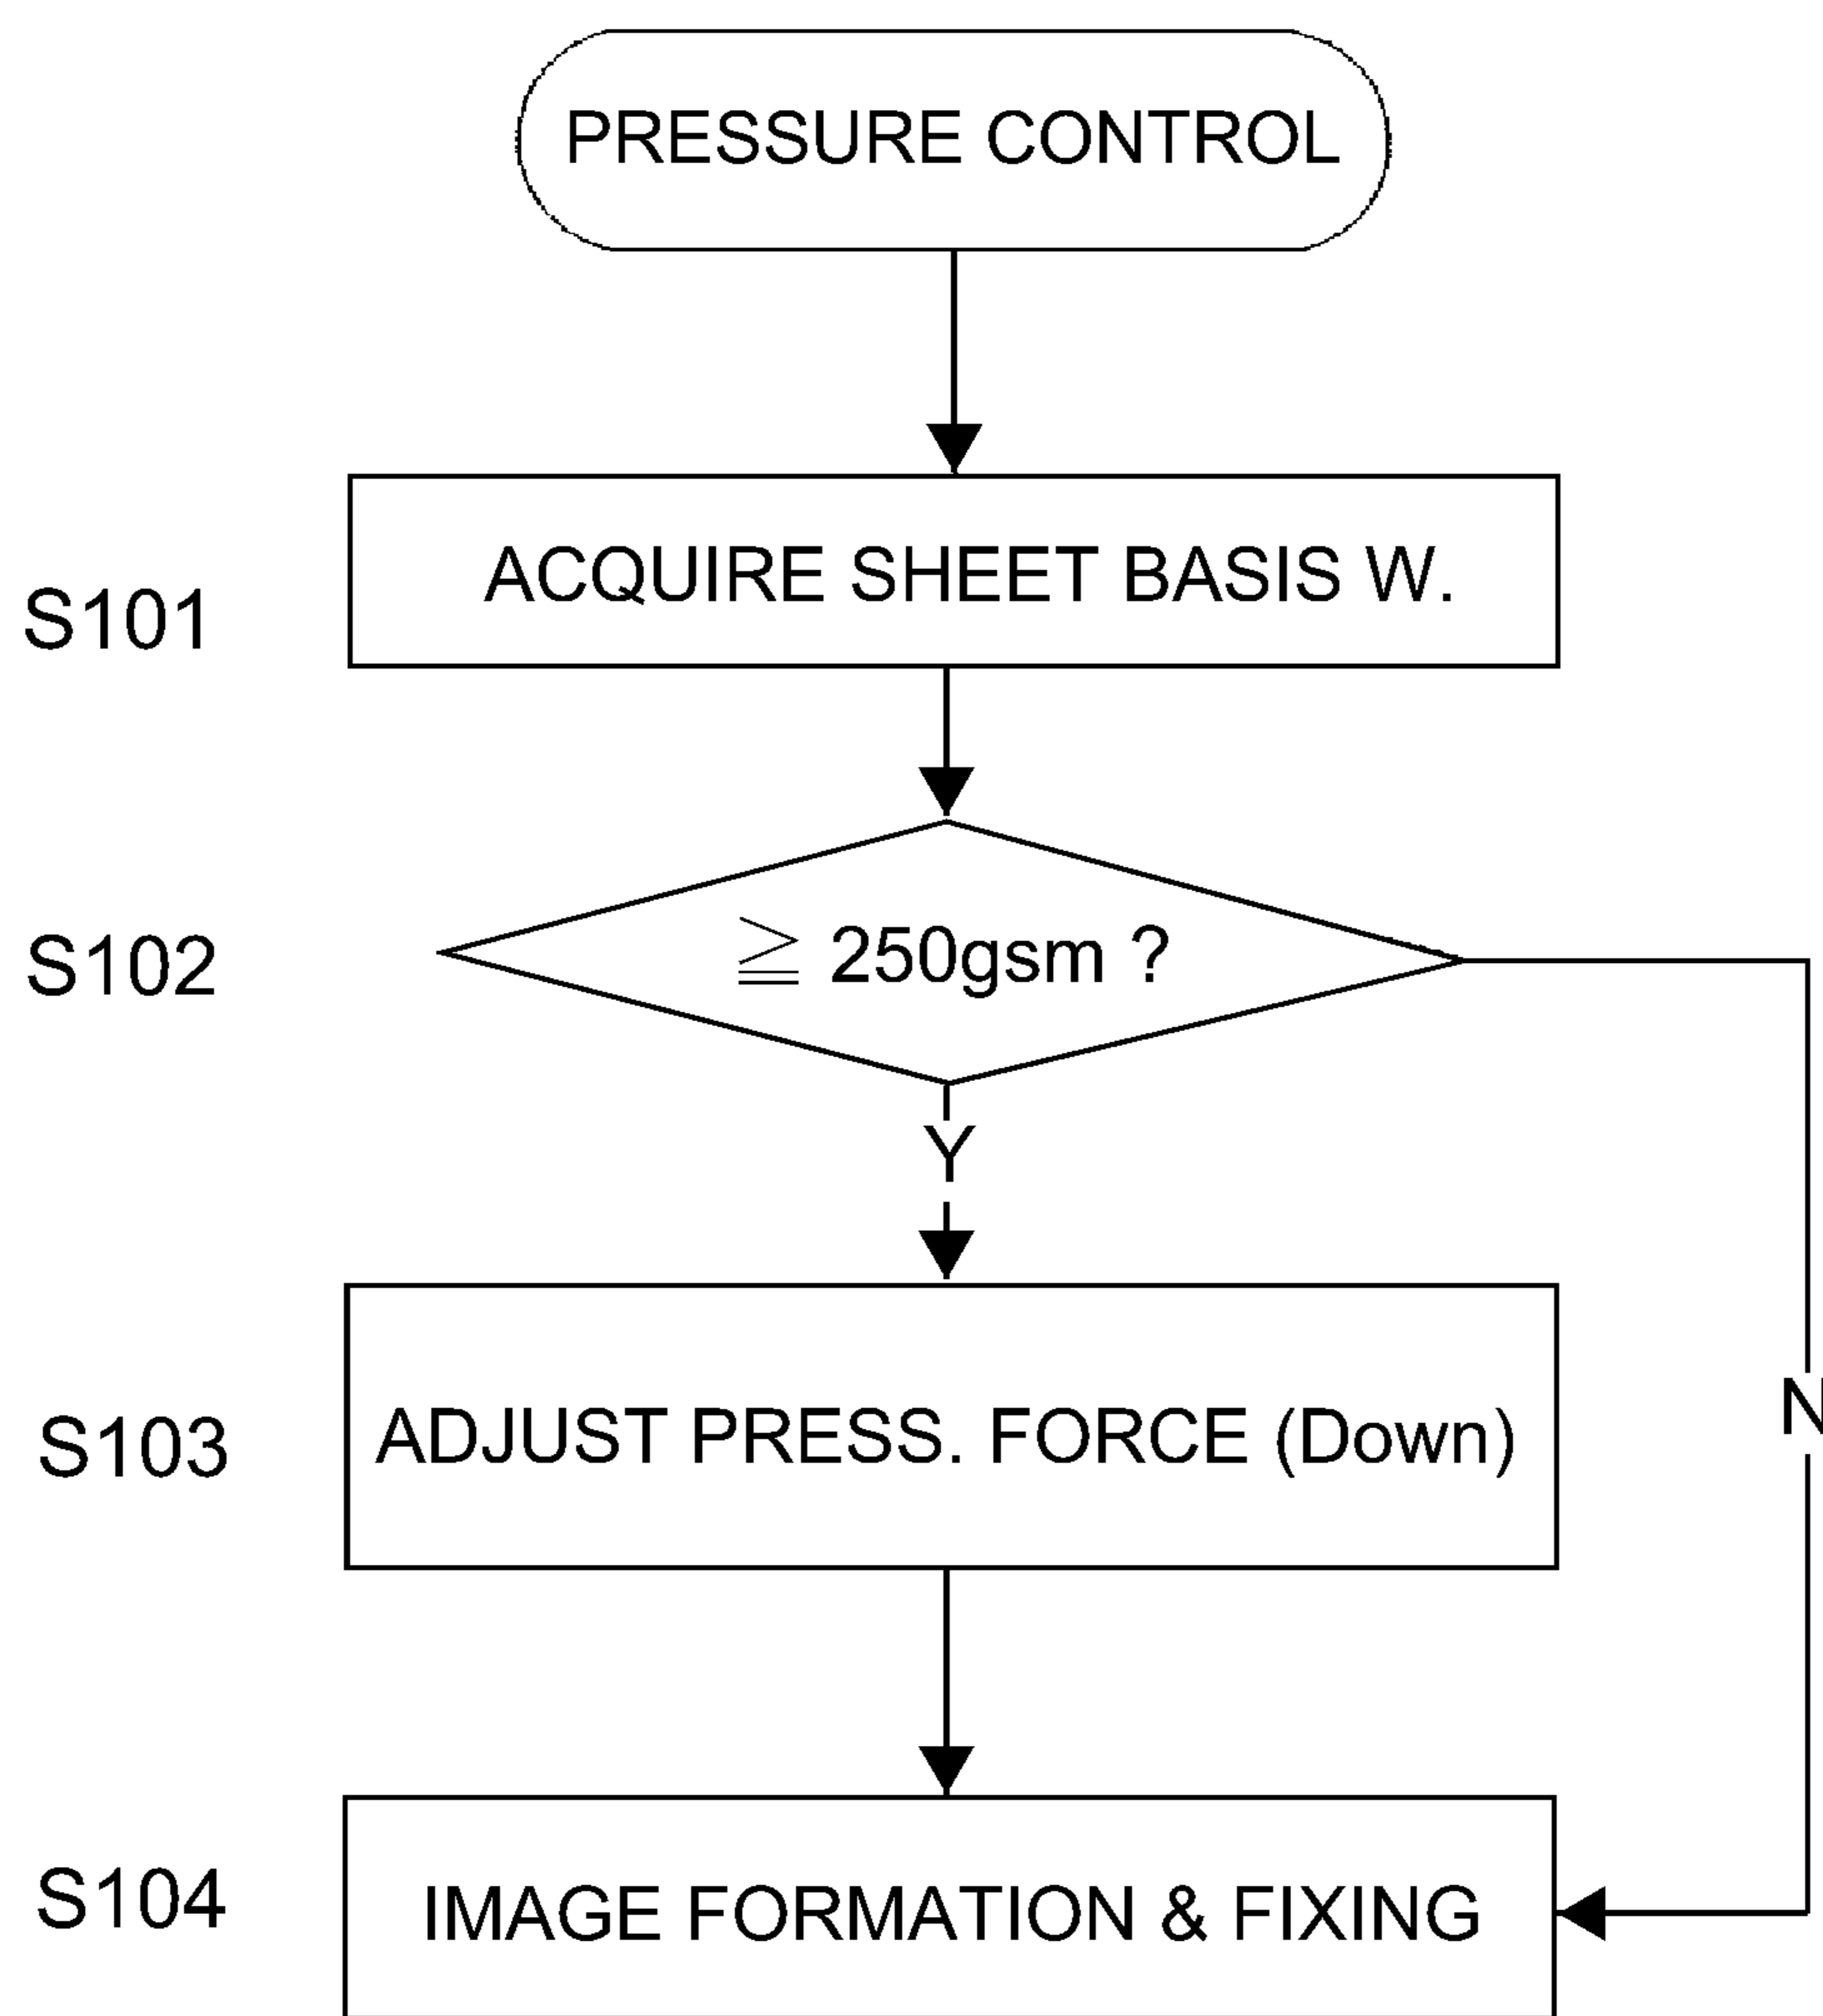 PRESSURE CONTROL
S101
ACQUIRE SHEET BASIS W.
S102
≧ 250gsm ?
Y
S103
ADJUST PRESS. FORCE (Down)
N
S104
IMAGE FORMATION & FIXING